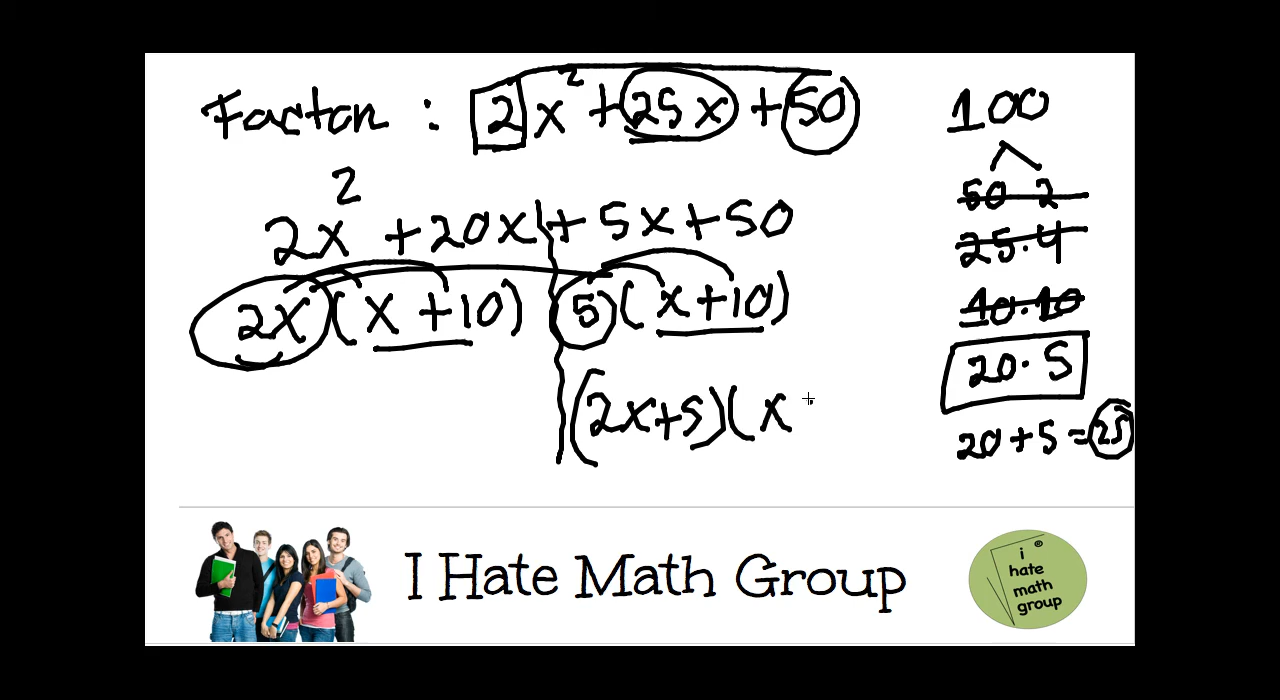 Factor : 2x² + 25x + 50
2x² + 20x + 5x + 50
2x(x + 10) 5(x + 10)
(2x + 5)(x +
100
50 2
25 · 4
10 · 10
20 · 5
20 + 5 = 25
I Hate Math Group
i ®
hate
math
group